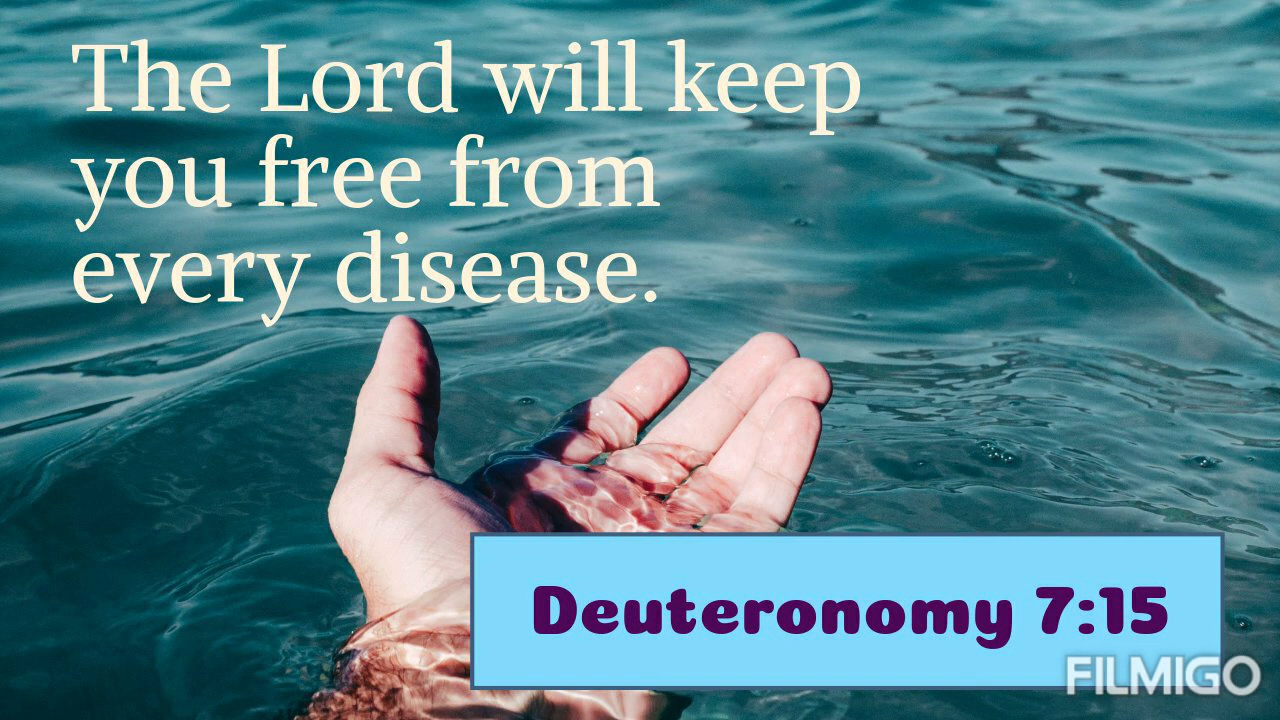 The Lord will keep
you free from
every disease.
Deuteronomy 7:15
FILMIGO